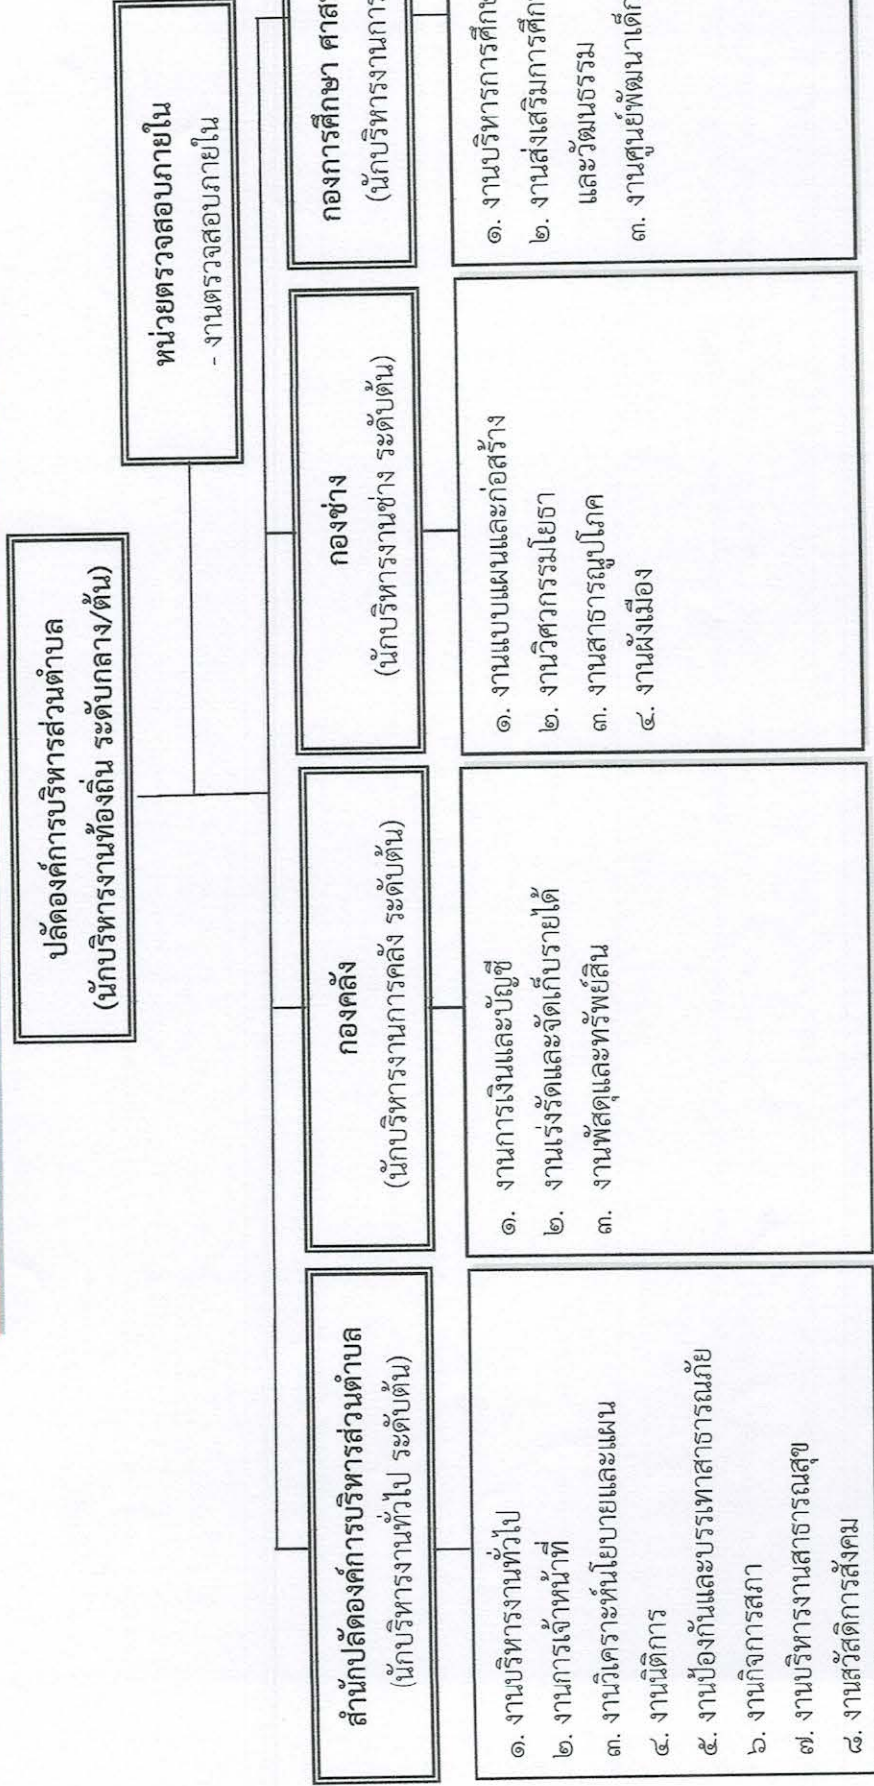 ปลัดองค์การบริหารส่วนตำบล
(นักบริหารงานท้องถิ่น ระดับกลาง/ต้น)
หน่วยตรวจสอบภายใน
- งานตรวจสอบภายใน
สำนักปลัดองค์การบริหารส่วนตำบล
(นักบริหารงานทั่วไป ระดับต้น)
๑. งานบริหารงานทั่วไป
๒. งานการเจ้าหน้าที่
๓. งานวิเคราะห์นโยบายและแผน
๔. งานนิติการ
๕. งานป้องกันและบรรเทาสาธารณภัย
๖. งานกิจการสภา
๗. งานบริหารงานสาธารณสุข
๘. งานสวัสดิการสังคม
กองคลัง
(นักบริหารงานการคลัง ระดับต้น)
๑. งานการเงินและบัญชี
๒. งานเร่งรัดและจัดเก็บรายได้
๓. งานพัสดุและทรัพย์สิน
กองช่าง
(นักบริหารงานช่าง ระดับต้น)
๑. งานแบบแผนและก่อสร้าง
๒. งานวิศวกรรมโยธา
๓. งานสาธารณูปโภค
๔. งานผังเมือง
กองการศึกษา
(นักบริหารงานการ
๑. งานบริหารการศึกษ
๒. งานส่งเสริมการศึก
และวัฒนธรรม
๓. งานศูนย์พัฒนาเด็ก